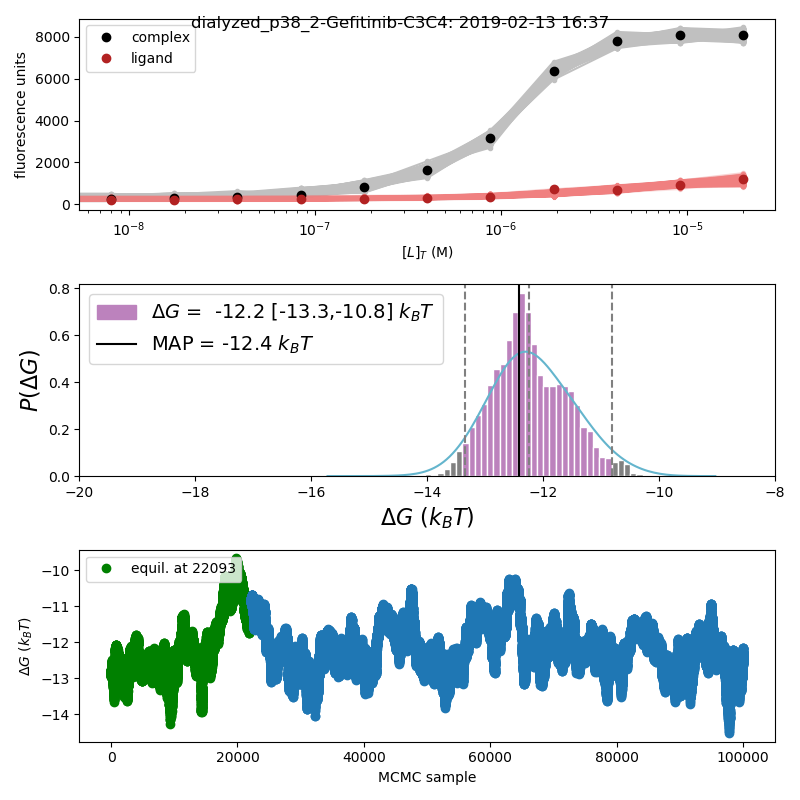 dialyzed_p38_2-Gefitinib-C3C4: 2019-02-13 16:37
complex
ligand
fluorescence units
8000
6000
4000
2000
0
10⁻⁸ 10⁻⁷ 10⁻⁶ 10⁻⁵
[L]_T (M)
ΔG = -12.2 [-13.3,-10.8] k_BT
MAP = -12.4 k_BT
P(ΔG)
0.8
0.6
0.4
0.2
0.0
−20 −18 −16 −14 −12 −10 −8
ΔG (k_BT)
equil. at 22093
ΔG (k_BT)
−10
−11
−12
−13
−14
0 20000 40000 60000 80000 100000
MCMC sample